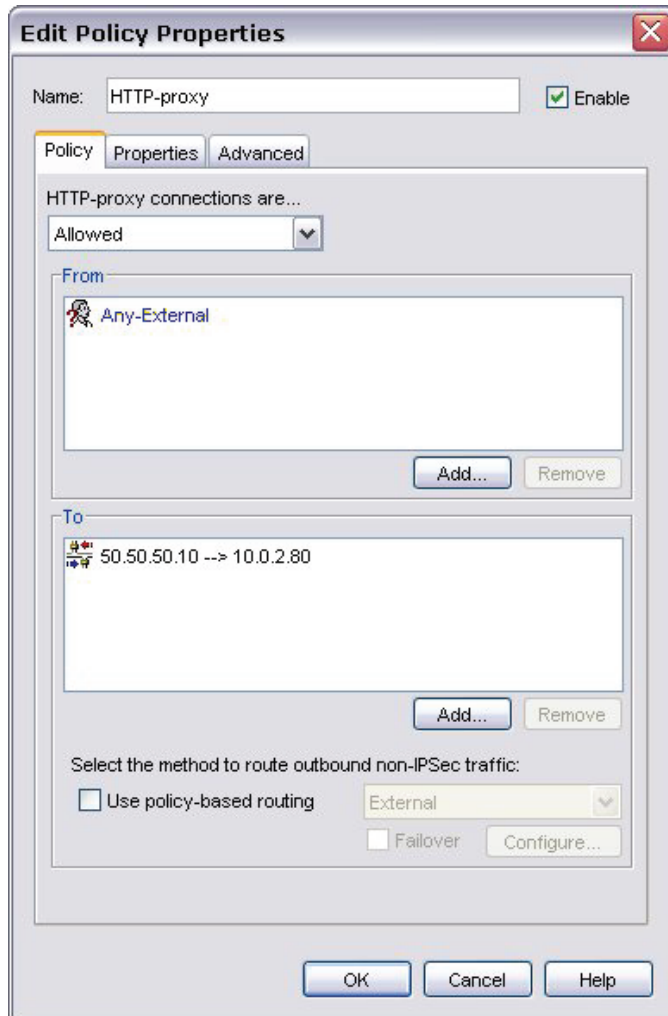 Edit Policy Properties
Name: HTTP-proxy Enable
Policy Properties Advanced
HTTP-proxy connections are...
Allowed
From
Any-External
Add... Remove
To
50.50.50.10 --> 10.0.2.80
Add... Remove
Select the method to route outbound non-IPSec traffic:
Use policy-based routing External
Failover Configure...
OK Cancel Help